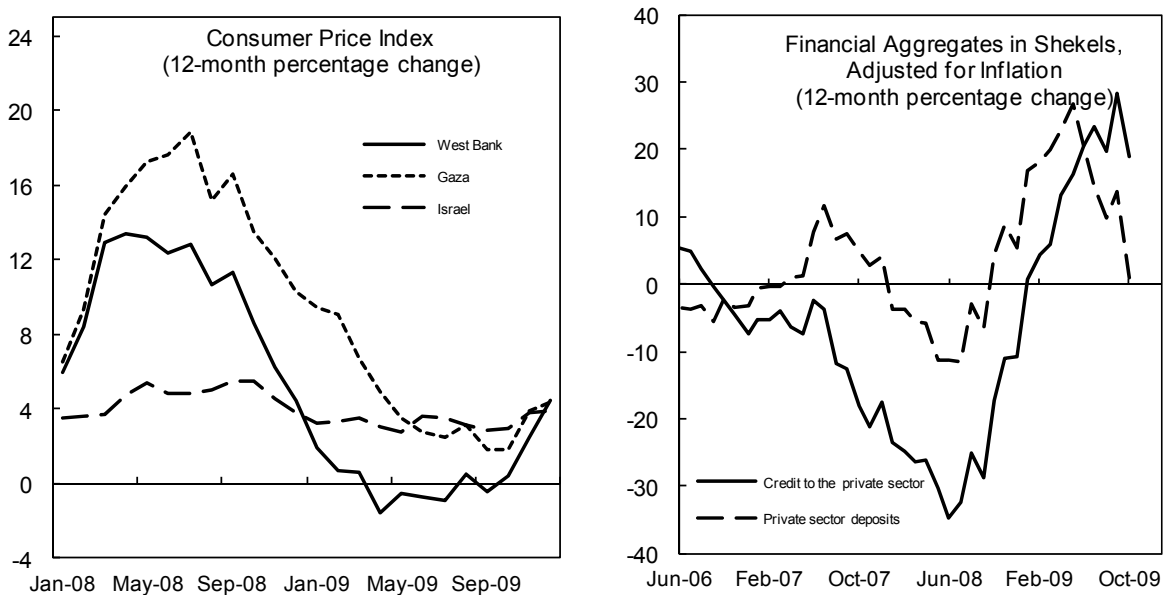 Consumer Price Index
(12-month percentage change)
24
20
16
12
8
4
0
-4
West Bank
Gaza
Israel
Jan-08 May-08 Sep-08 Jan-09 May-09 Sep-09
Financial Aggregates in Shekels,
Adjusted for Inflation
(12-month percentage change)
40
30
20
10
0
-10
-20
-30
-40
Credit to the private sector
Private sector deposits
Jun-06 Feb-07 Oct-07 Jun-08 Feb-09 Oct-09